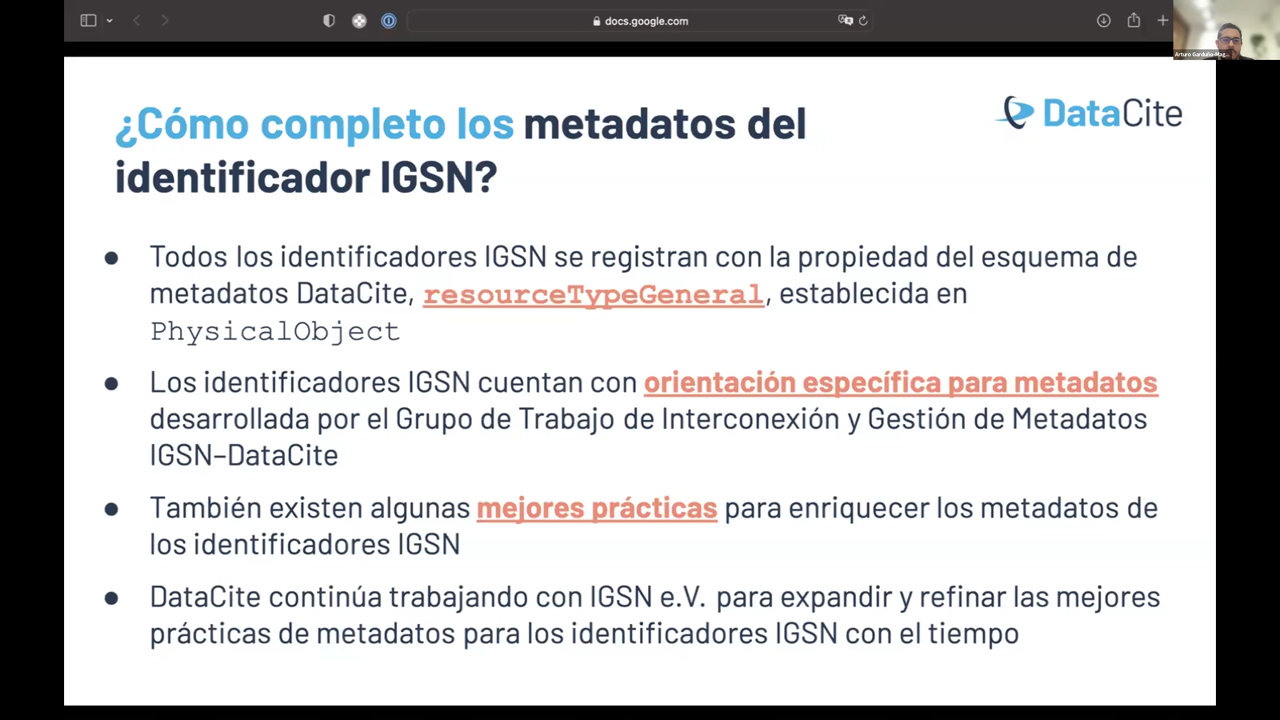 docs.google.com
Arturo Garduño-Mag...
¿Cómo completo los metadatos del
identificador IGSN?
DataCite
● Todos los identificadores IGSN se registran con la propiedad del esquema de
metadatos DataCite, resourceTypeGeneral, establecida en
PhysicalObject
● Los identificadores IGSN cuentan con orientación específica para metadatos
desarrollada por el Grupo de Trabajo de Interconexión y Gestión de Metadatos
IGSN–DataCite
● También existen algunas mejores prácticas para enriquecer los metadatos de
los identificadores IGSN
● DataCite continúa trabajando con IGSN e.V. para expandir y refinar las mejores
prácticas de metadatos para los identificadores IGSN con el tiempo